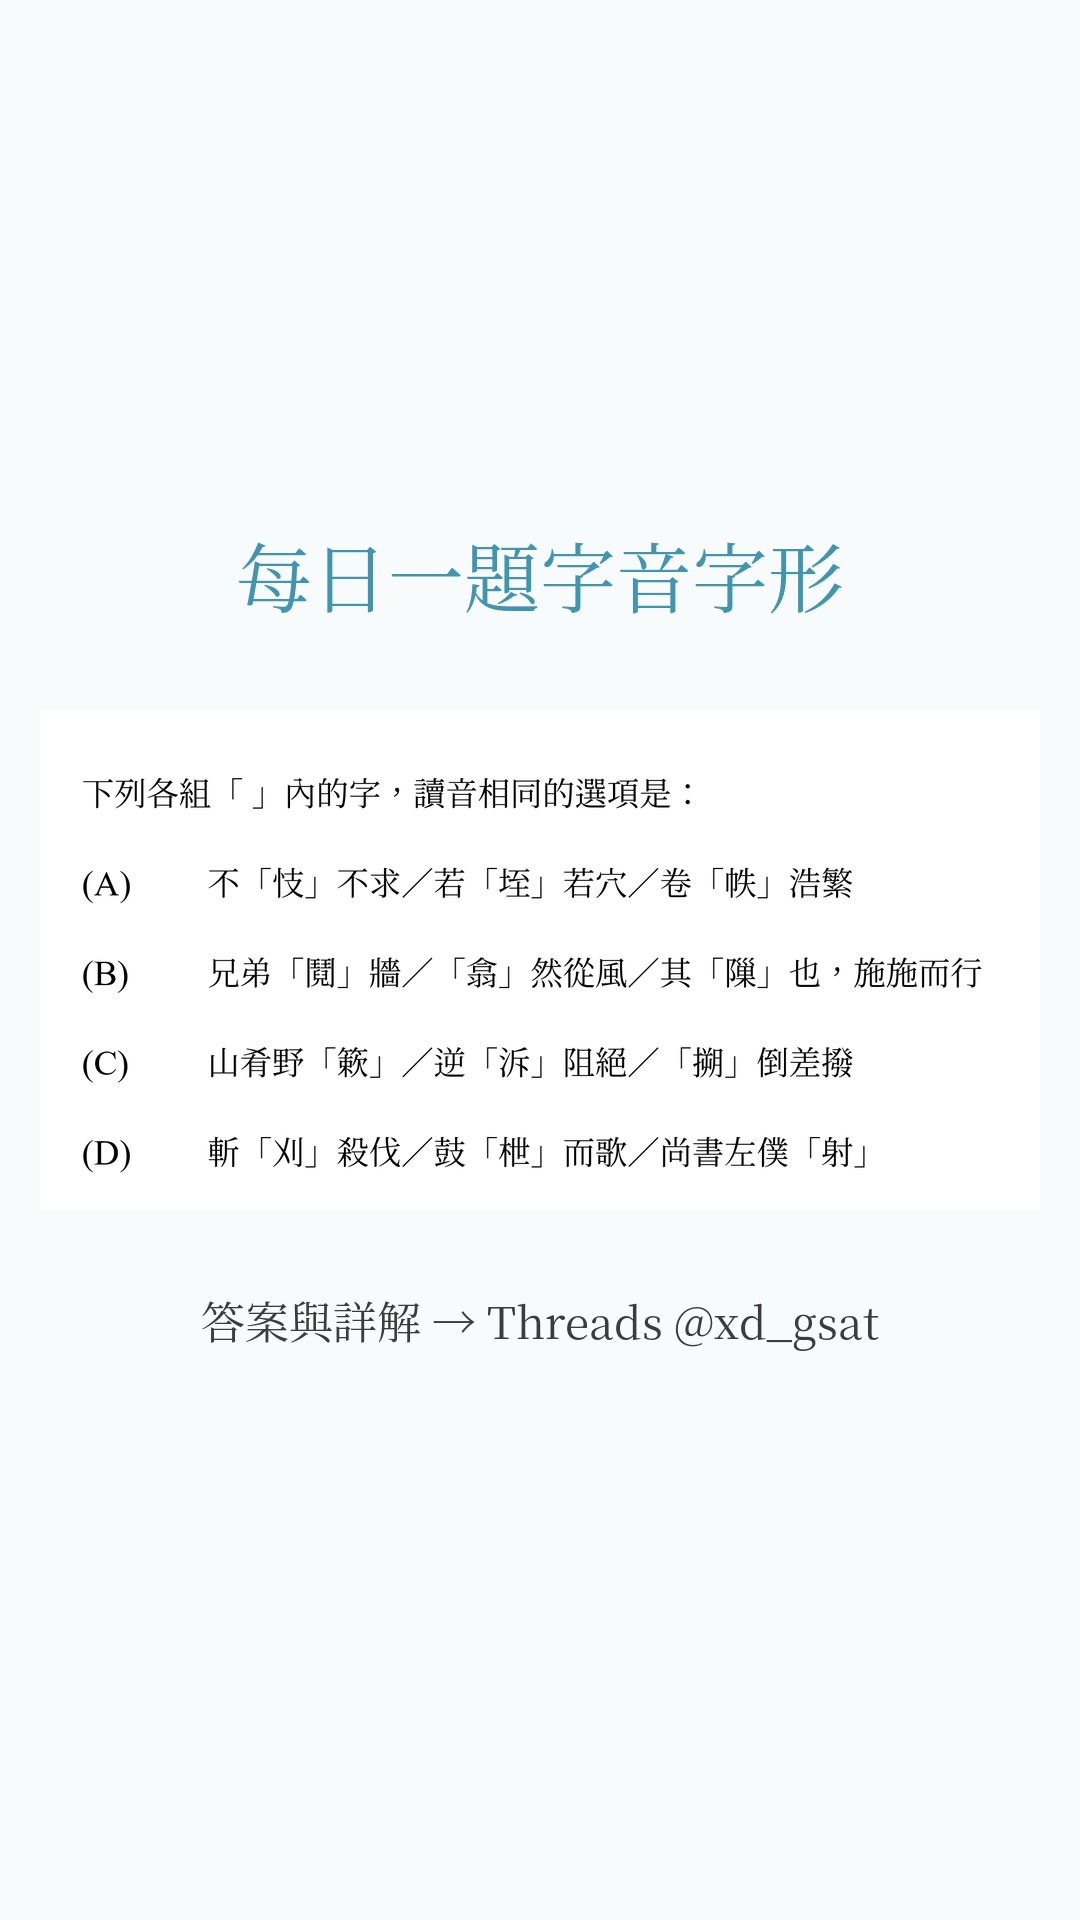 每日一題字音字形
下列各組「 」內的字，讀音相同的選項是：
(A) 不「忮」不求／若「垤」若穴／卷「帙」浩繁
(B) 兄弟「鬩」牆／「翕」然從風／其「隟」也，施施而行
(C) 山肴野「簌」／逆「泝」阻絕／「搠」倒差撥
(D) 斬「刈」殺伐／鼓「枻」而歌／尚書左僕「射」
答案與詳解 → Threads @xd_gsat